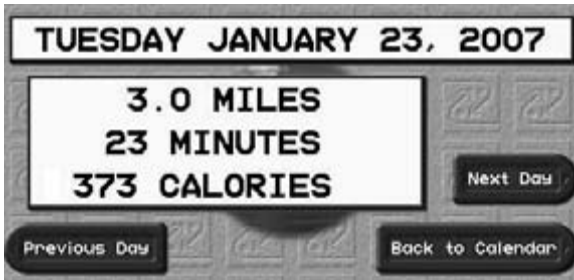 TUESDAY JANUARY 23, 2007
3.0 MILES
23 MINUTES
373 CALORIES
Next Day
Previous Day
Back to Calendar